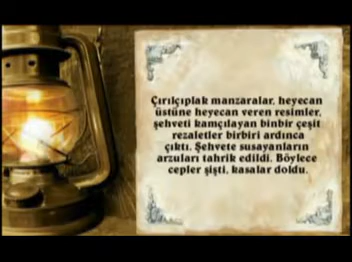 Çırılçıplak manzaralar, heyecan
üstüne heyecan veren resimler,
şehveti kamçılayan binbir çeşit
rezaletler birbiri ardınca
çıktı. Şehvete susayanların
arzuları tahrik edildi. Böylece
cepler şişti, kasalar doldu.